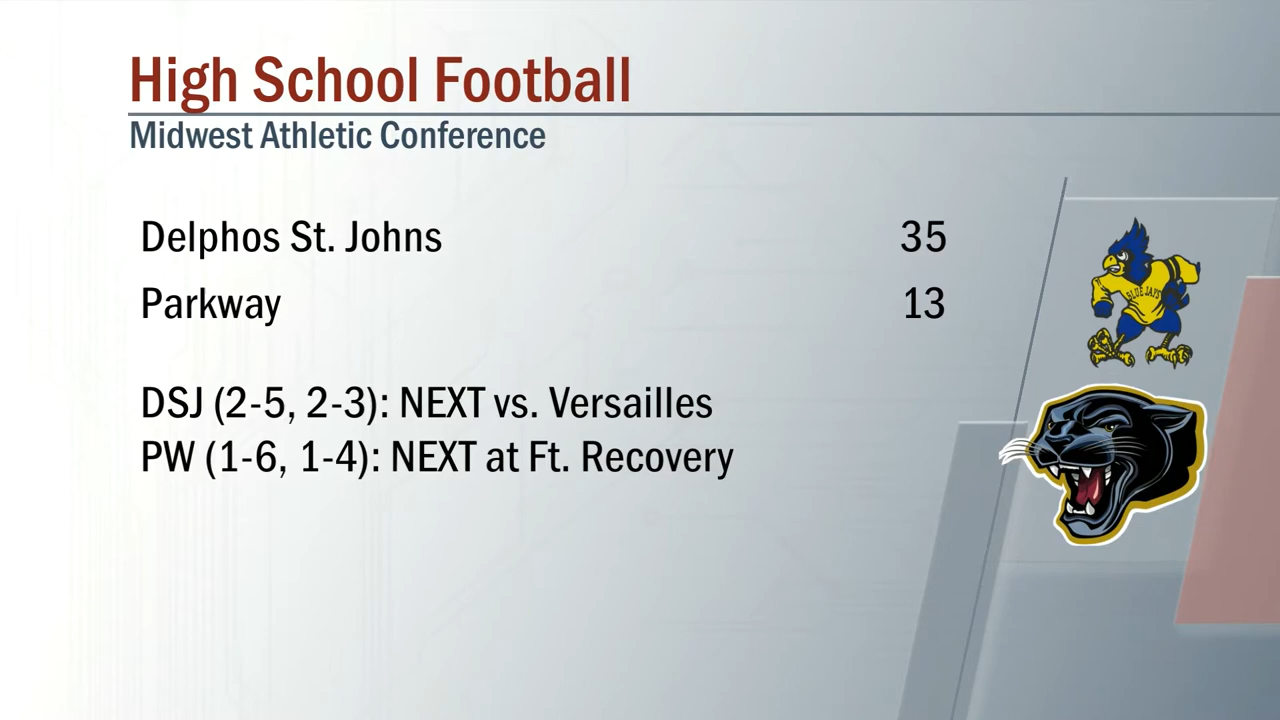 High School Football
Midwest Athletic Conference
Delphos St. Johns 35
Parkway 13
DSJ (2-5, 2-3): NEXT vs. Versailles
PW (1-6, 1-4): NEXT at Ft. Recovery
BLUE JAYS